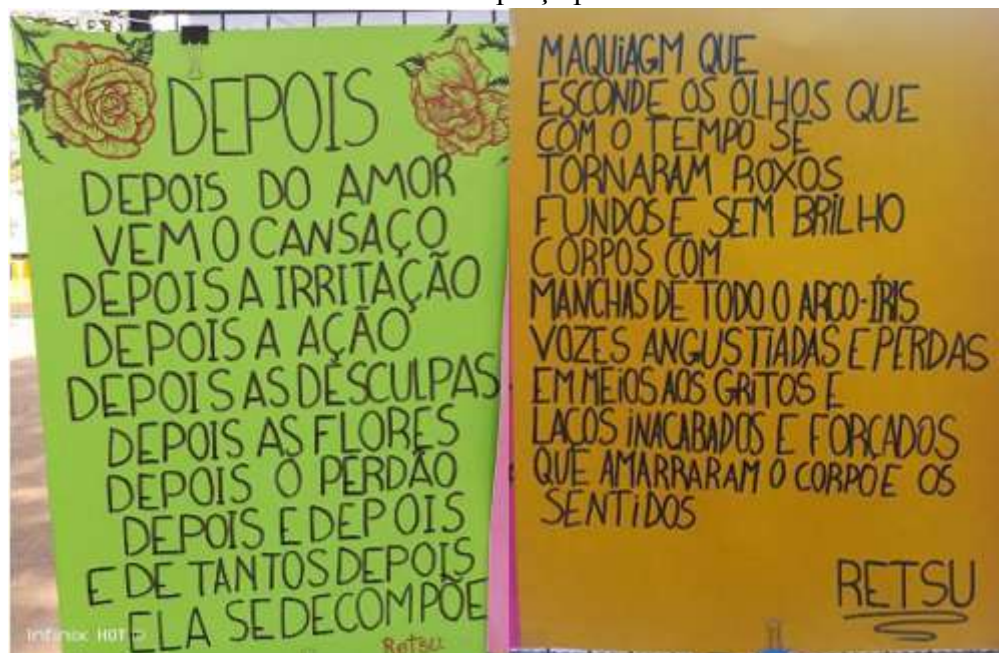 DEPOIS
DEPOIS DO AMOR
VEM O CANSAÇO
DEPOIS A IRRITAÇÃO
DEPOIS A AÇÃO
DEPOIS AS DESCULPAS
DEPOIS AS FLORES
DEPOIS O PERDÃO
DEPOIS E DEPOIS
E DE TANTOS DEPOIS
ELA SE DECOMPÕE
RETSU
Infinix HOT
MAQUIAGM QUE
ESCONDE OS OLHOS QUE
COM O TEMPO SE
TORNARAM ROXOS
FUNDOS E SEM BRILHO
CORPOS COM
MANCHAS DE TODO O ARCO-ÍRIS
VOZES ANGUSTIADAS E PERDAS
EM MEIOS AOS GRITOS E
LAÇOS INACABADOS E FORÇADOS
QUE AMARRARAM O CORPO E OS
SENTIDOS
RETSU